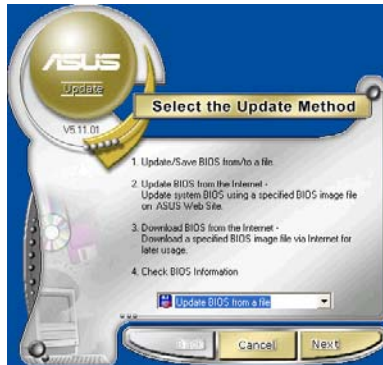 ASUS
Update
V5.11.01
Select the Update Method
1. Update/Save BIOS from/to a file.
2. Update BIOS from the Internet -
Update system BIOS using a specified BIOS image file
on ASUS Web Site.
3. Download BIOS from the Internet -
Download a specified BIOS image file via Internet for
later usage.
4. Check BIOS Information
Update BIOS from a file
Cancel
Next